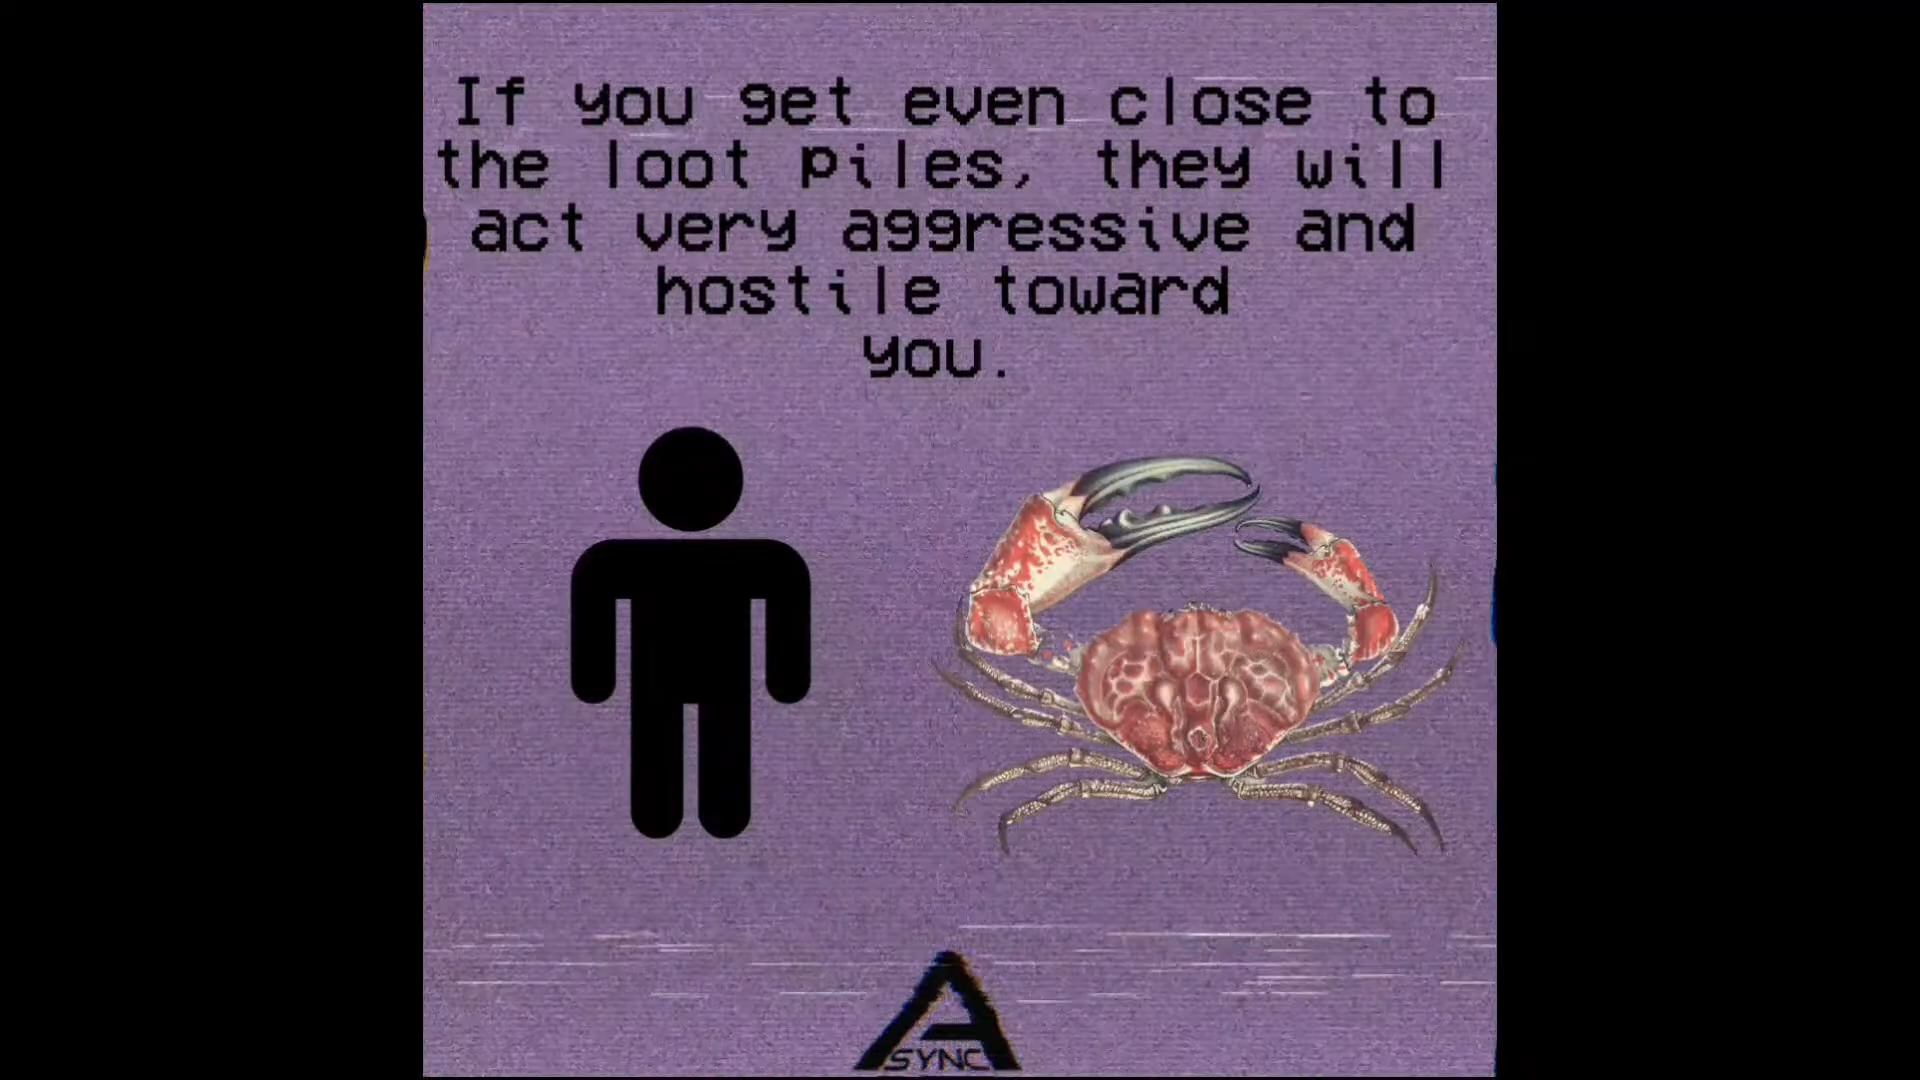 If you get even close to
the loot piles, they will
act very aggressive and
hostile toward
you.
A
SYNC